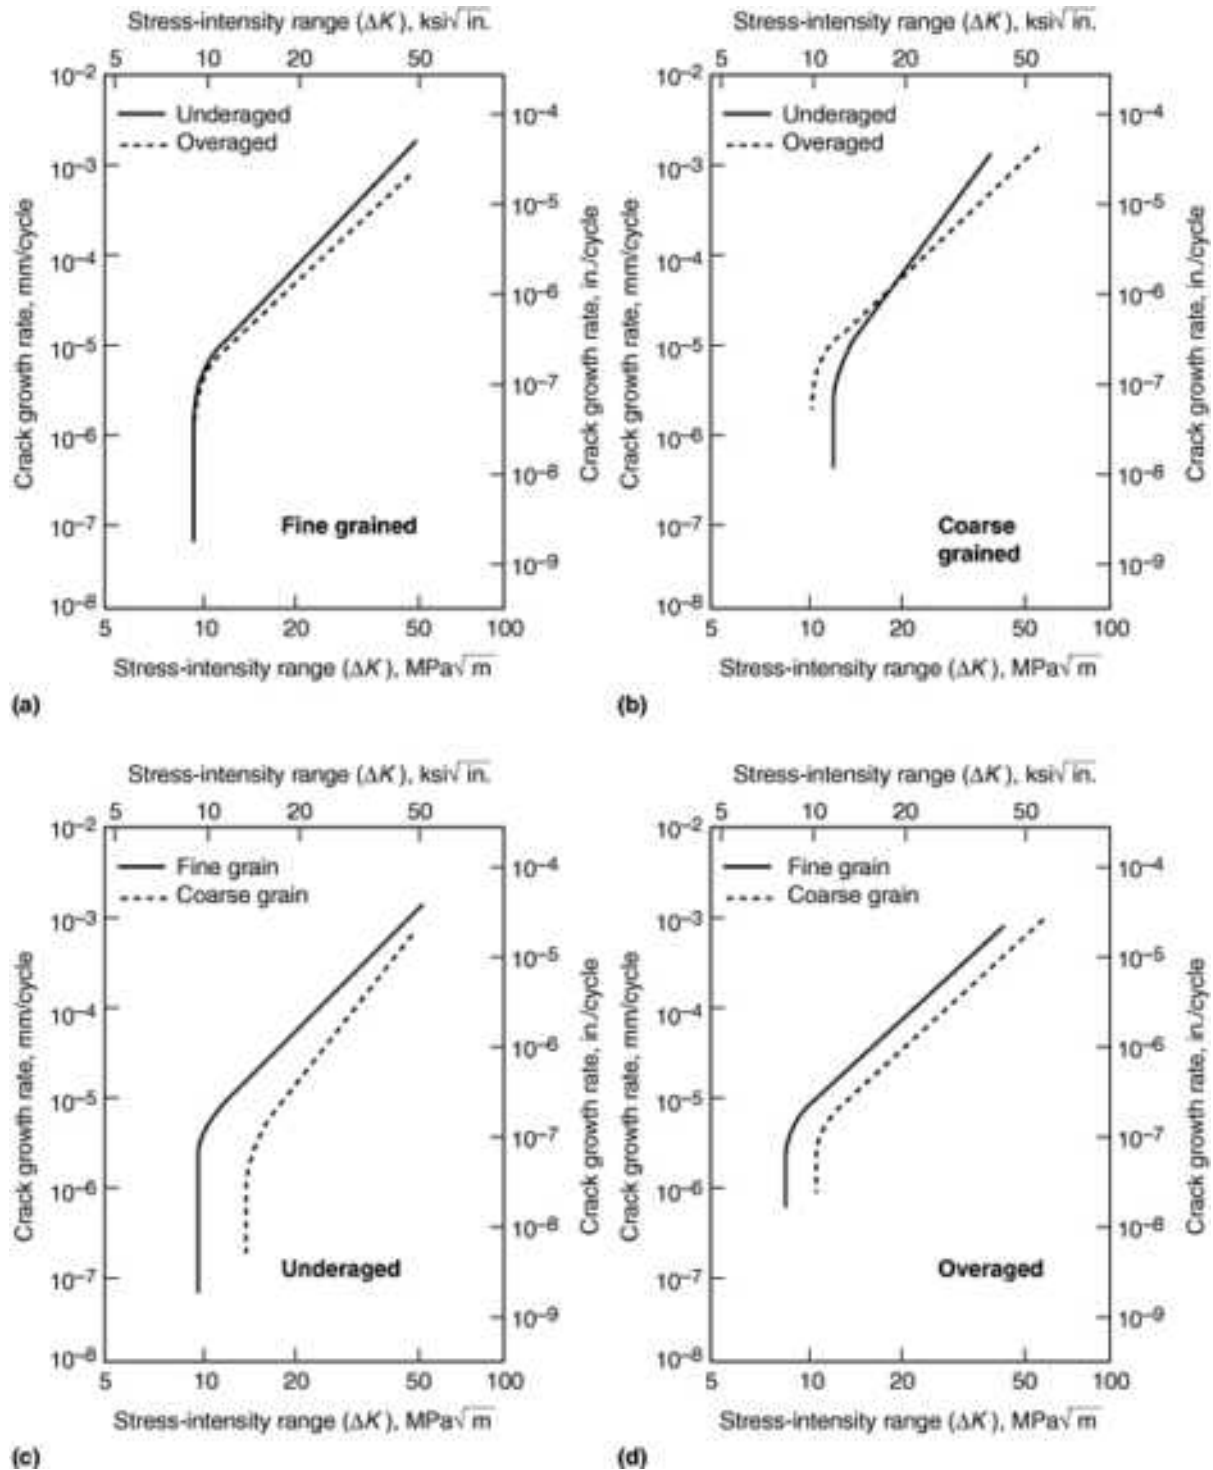 Stress-intensity range (ΔK), ksi√in.
5 10 20 50
10⁻²
Underaged
Overaged
10⁻⁴
10⁻³
10⁻⁵
10⁻⁴
10⁻⁶
10⁻⁵
10⁻⁷
10⁻⁶
10⁻⁸
10⁻⁷
10⁻⁹
10⁻⁸
Crack growth rate, mm/cycle
Crack growth rate, in./cycle
Fine grained
5 10 20 50 100
Stress-intensity range (ΔK), MPa√m
(a)
Stress-intensity range (ΔK), ksi√in.
5 10 20 50
10⁻²
Underaged
Overaged
10⁻⁴
10⁻³
10⁻⁵
10⁻⁴
10⁻⁶
10⁻⁵
10⁻⁷
10⁻⁶
10⁻⁸
10⁻⁷
10⁻⁹
10⁻⁸
Crack growth rate, mm/cycle
Crack growth rate, in./cycle
Coarse
grained
5 10 20 50 100
Stress-intensity range (ΔK), MPa√m
(b)
Stress-intensity range (ΔK), ksi√in.
5 10 20 50
10⁻²
Fine grain
Coarse grain
10⁻⁴
10⁻³
10⁻⁵
10⁻⁴
10⁻⁶
10⁻⁵
10⁻⁷
10⁻⁶
10⁻⁸
10⁻⁷
10⁻⁹
10⁻⁸
Crack growth rate, mm/cycle
Crack growth rate, in./cycle
Underaged
5 10 20 50 100
Stress-intensity range (ΔK), MPa√m
(c)
Stress-intensity range (ΔK), ksi√in.
5 10 20 50
10⁻²
Fine grain
Coarse grain
10⁻⁴
10⁻³
10⁻⁵
10⁻⁴
10⁻⁶
10⁻⁵
10⁻⁷
10⁻⁶
10⁻⁸
10⁻⁷
10⁻⁹
10⁻⁸
Crack growth rate, mm/cycle
Crack growth rate, in./cycle
Overaged
5 10 20 50 100
Stress-intensity range (ΔK), MPa√m
(d)